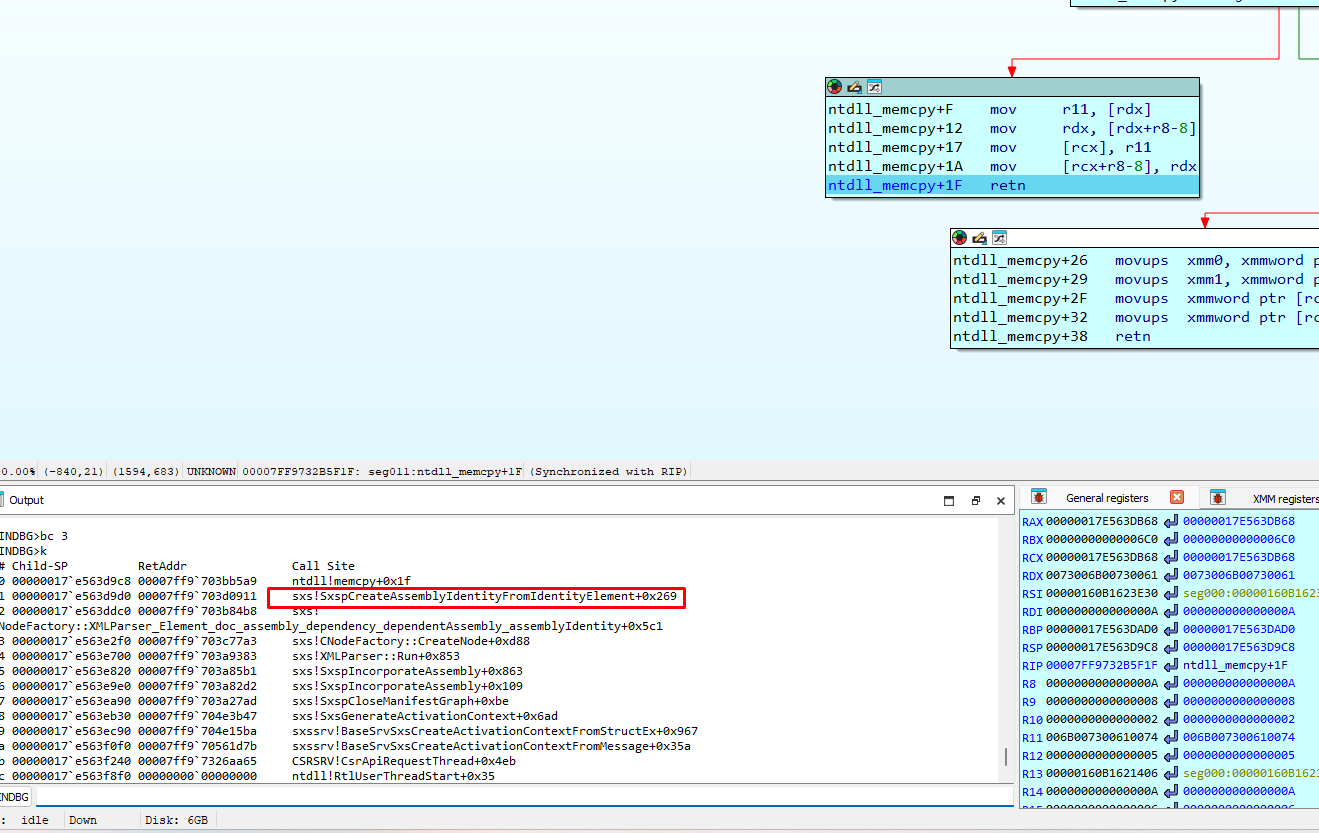 ntdll_memcpy+F mov r11, [rdx]
ntdll_memcpy+12 mov rdx, [rdx+r8-8]
ntdll_memcpy+17 mov [rcx], r11
ntdll_memcpy+1A mov [rcx+r8-8], rdx
ntdll_memcpy+1F retn
ntdll_memcpy+26 movups xmm0, xmmword p
ntdll_memcpy+29 movups xmm1, xmmword p
ntdll_memcpy+2F movups xmmword ptr [rc
ntdll_memcpy+32 movups xmmword ptr [rc
ntdll_memcpy+38 retn
0.00% (-840,21) (1594,683) UNKNOWN 00007FF9732B5F1F: seg011:ntdll_memcpy+1F (Synchronized with RIP)
Output
INDBG>bc 3
INDBG>k
# Child-SP RetAddr Call Site
0 00000017`e563d9c8 00007ff9`703bb5a9 ntdll!memcpy+0x1f
1 00000017`e563d9d0 00007ff9`703d0911 sxs!SxspCreateAssemblyIdentityFromIdentityElement+0x269
2 00000017`e563ddc0 00007ff9`703b84b8 sxs!
NodeFactory::XMLParser_Element_doc_assembly_dependency_dependentAssembly_assemblyIdentity+0x5c1
3 00000017`e563e2f0 00007ff9`703c77a3 sxs!CNodeFactory::CreateNode+0xd88
4 00000017`e563e700 00007ff9`703a9383 sxs!XMLParser::Run+0x853
5 00000017`e563e820 00007ff9`703a85b1 sxs!SxspIncorporateAssembly+0x863
6 00000017`e563e9e0 00007ff9`703a82d2 sxs!SxspIncorporateAssembly+0x109
7 00000017`e563ea90 00007ff9`703a27ad sxs!SxspCloseManifestGraph+0xbe
8 00000017`e563eb30 00007ff9`704e3b47 sxs!SxsGenerateActivationContext+0x6ad
9 00000017`e563ec90 00007ff9`704e15ba sxssrv!BaseSrvSxsCreateActivationContextFromStructEx+0x967
a 00000017`e563f0f0 00007ff9`70561d7b sxssrv!BaseSrvSxsCreateActivationContextFromMessage+0x35a
b 00000017`e563f240 00007ff9`7326aa65 CSRSRV!CsrApiRequestThread+0x4eb
c 00000017`e563f8f0 00000000`00000000 ntdll!RtlUserThreadStart+0x35
INDBG
: idle Down Disk: 6GB
General registers XMM registers
RAX 00000017E563DB68 00000017E563DB68
RBX 00000000000006C0 00000000000006C0
RCX 00000017E563DB68 00000017E563DB68
RDX 0073006B00730061 0073006B00730061
RSI 00000160B1623E30 seg000:00000160B1623
RDI 000000000000000A 000000000000000A
RBP 00000017E563DAD0 00000017E563DAD0
RSP 00000017E563D9C8 00000017E563D9C8
RIP 00007FF9732B5F1F ntdll_memcpy+1F
R8 000000000000000A 000000000000000A
R9 0000000000000008 0000000000000008
R10 0000000000000002 0000000000000002
R11 006B007300610074 006B007300610074
R12 0000000000000005 0000000000000005
R13 00000160B1621406 seg000:00000160B1621
R14 000000000000000A 000000000000000A